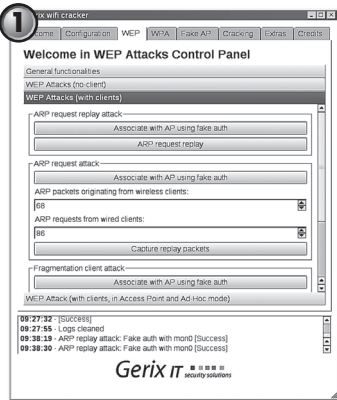 1
rix wifi cracker
come Configuration WEP WPA Fake AP Cracking Extras Credits
Welcome in WEP Attacks Control Panel
General functionalities
WEP Attacks (no-client)
WEP Attacks (with clients)
ARP request replay attack
Associate with AP using fake auth
ARP request replay
ARP request attack
Associate with AP using fake auth
ARP packets originating from wireless clients:
68
ARP requests from wired clients:
86
Capture replay packets
Fragmentation client attack
Associate with AP using fake auth
WEP Attack (with clients, in Access Point and Ad-Hoc mode)
09:27:32 - [Success]
09:27:55 - Logs cleaned
09:38:19 - ARP replay attack: Fake auth with mon0 [Success]
09:38:30 - ARP replay attack: Fake auth with mon0 [Success]
Gerix IT security solutions